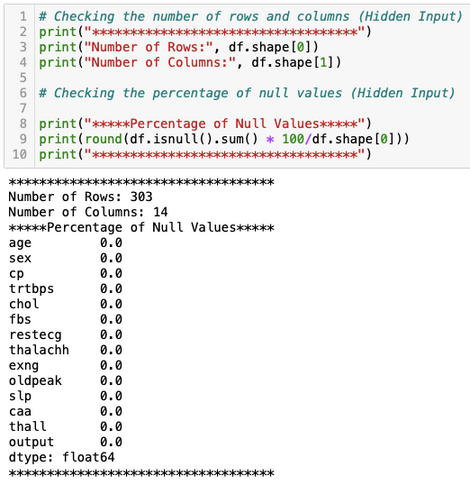 1 # Checking the number of rows and columns (Hidden Input)
2 print("***********************************")
3 print("Number of Rows:", df.shape[0])
4 print("Number of Columns:", df.shape[1])
5
6 # Checking the percentage of null values (Hidden Input)
7
8 print("*****Percentage of Null Values*****")
9 print(round(df.isnull().sum() * 100/df.shape[0]))
10 print("***********************************")
***********************************
Number of Rows: 303
Number of Columns: 14
*****Percentage of Null Values*****
age 0.0
sex 0.0
cp 0.0
trtbps 0.0
chol 0.0
fbs 0.0
restecg 0.0
thalachh 0.0
exng 0.0
oldpeak 0.0
slp 0.0
caa 0.0
thall 0.0
output 0.0
dtype: float64
***********************************